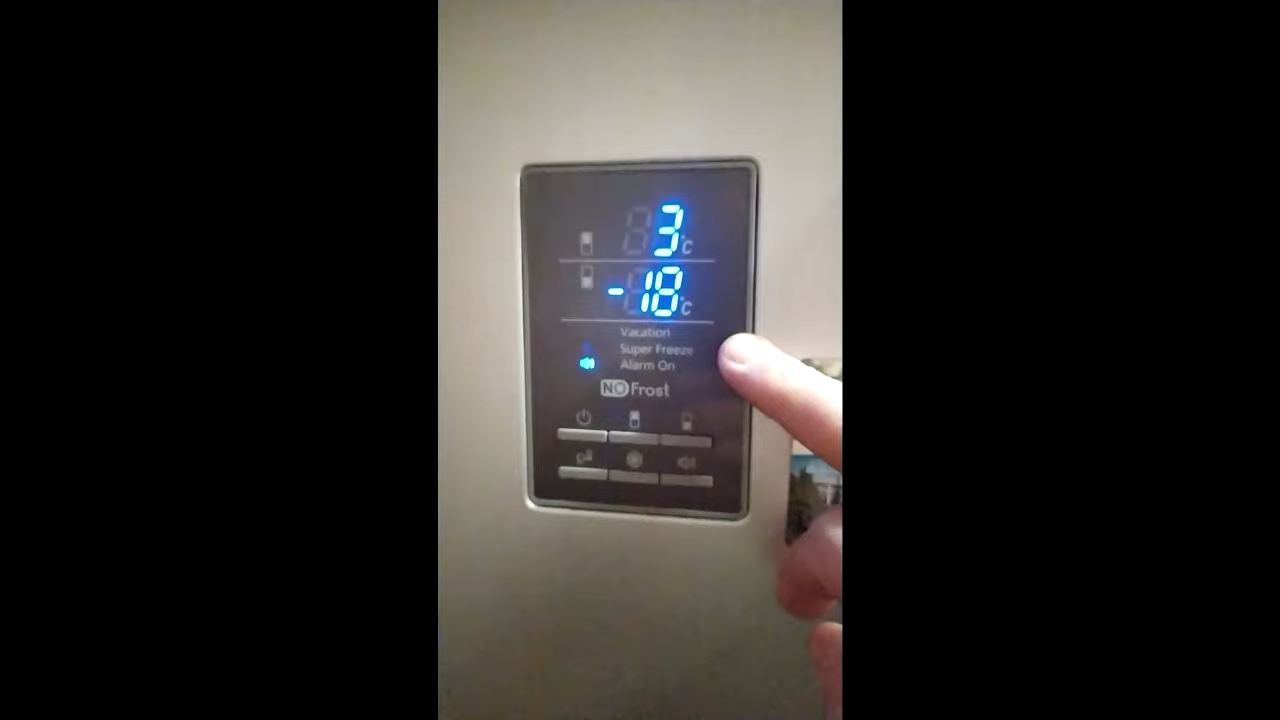 3 °C
-18 °C
Vacation
Super Freeze
Alarm On
NO Frost